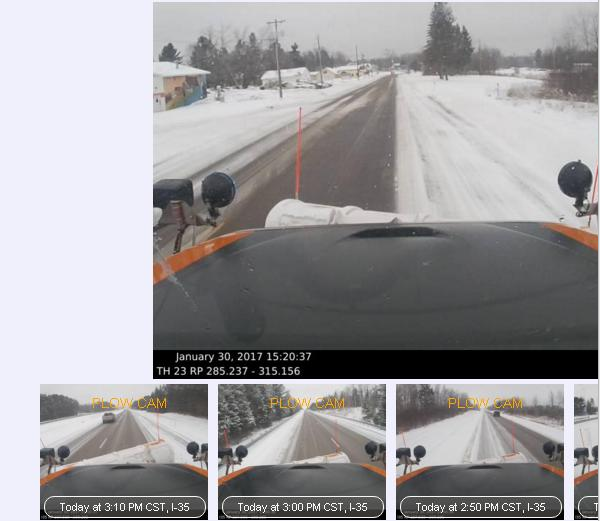 January 30, 2017 15:20:37
TH 23 RP 285.237 - 315.156
PLOW CAM
PLOW CAM
PLOW CAM
Today at 3:10 PM CST, I-35
Today at 3:00 PM CST, I-35
Today at 2:50 PM CST, I-35